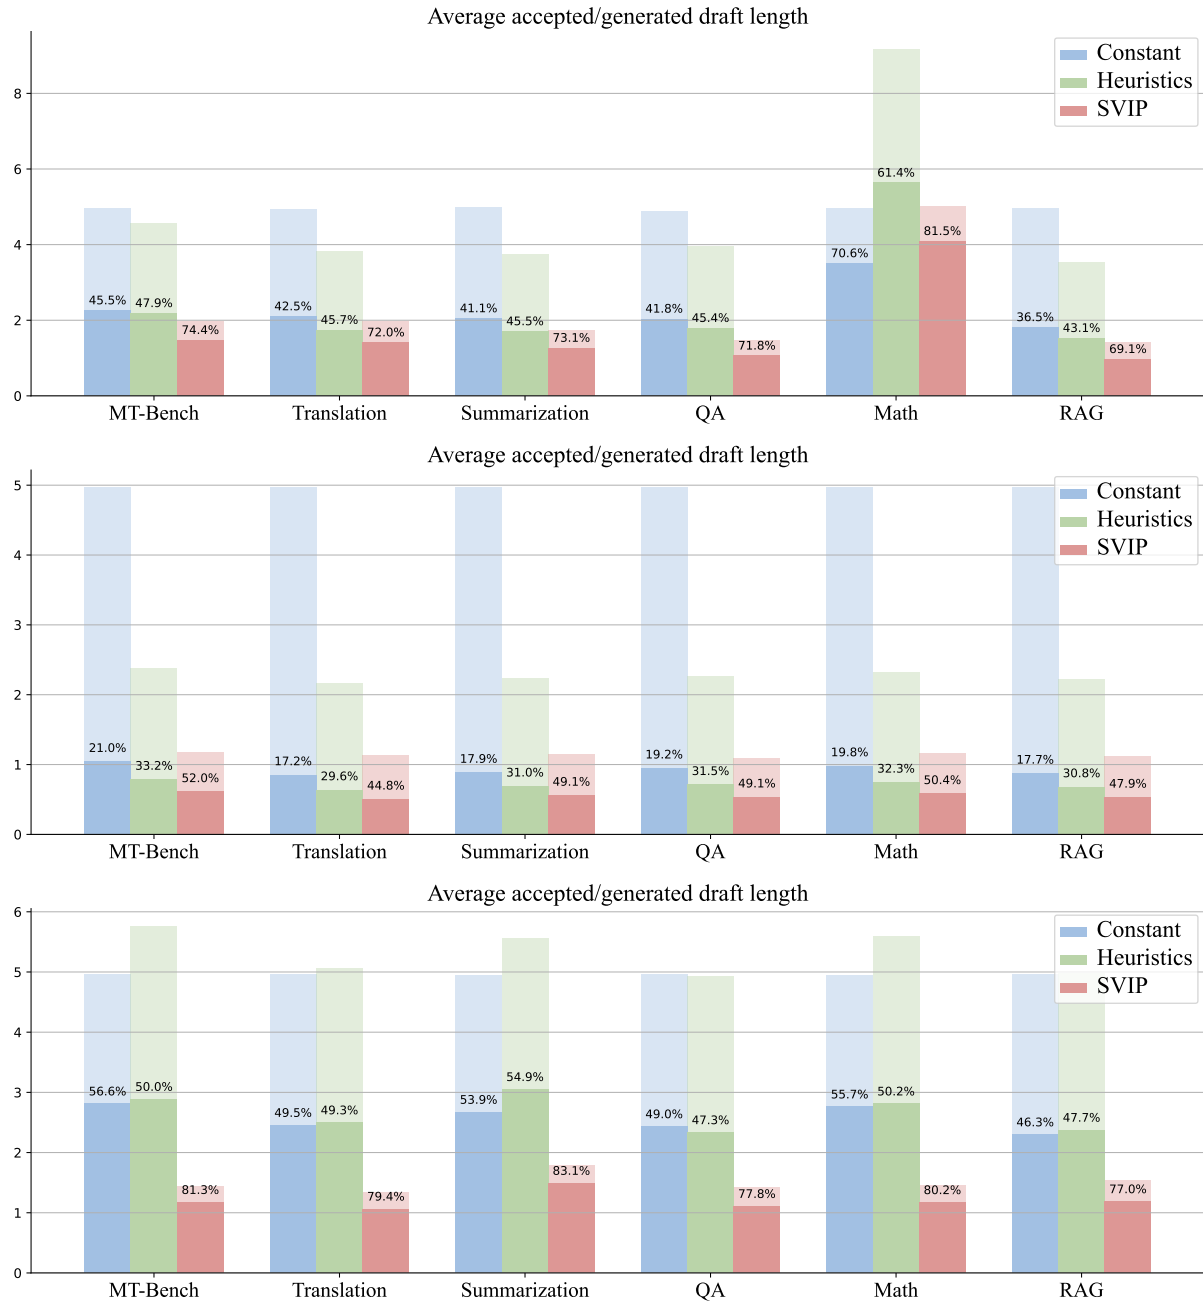 Average accepted/generated draft length
Constant
Heuristics
SVIP
8
6
4
2
0
61.4%
81.5%
70.6%
45.5%
47.9%
74.4%
42.5%
45.7%
72.0%
41.1%
45.5%
73.1%
41.8%
45.4%
71.8%
36.5%
43.1%
69.1%
MT-Bench
Translation
Summarization
QA
Math
RAG
Average accepted/generated draft length
Constant
Heuristics
SVIP
5
4
3
2
1
0
21.0%
33.2%
52.0%
17.2%
29.6%
44.8%
17.9%
31.0%
49.1%
19.2%
31.5%
49.1%
19.8%
32.3%
50.4%
17.7%
30.8%
47.9%
MT-Bench
Translation
Summarization
QA
Math
RAG
Average accepted/generated draft length
Constant
Heuristics
SVIP
6
5
4
3
2
1
0
56.6%
50.0%
81.3%
49.5%
49.3%
79.4%
53.9%
54.9%
83.1%
49.0%
47.3%
77.8%
55.7%
50.2%
80.2%
46.3%
47.7%
77.0%
MT-Bench
Translation
Summarization
QA
Math
RAG